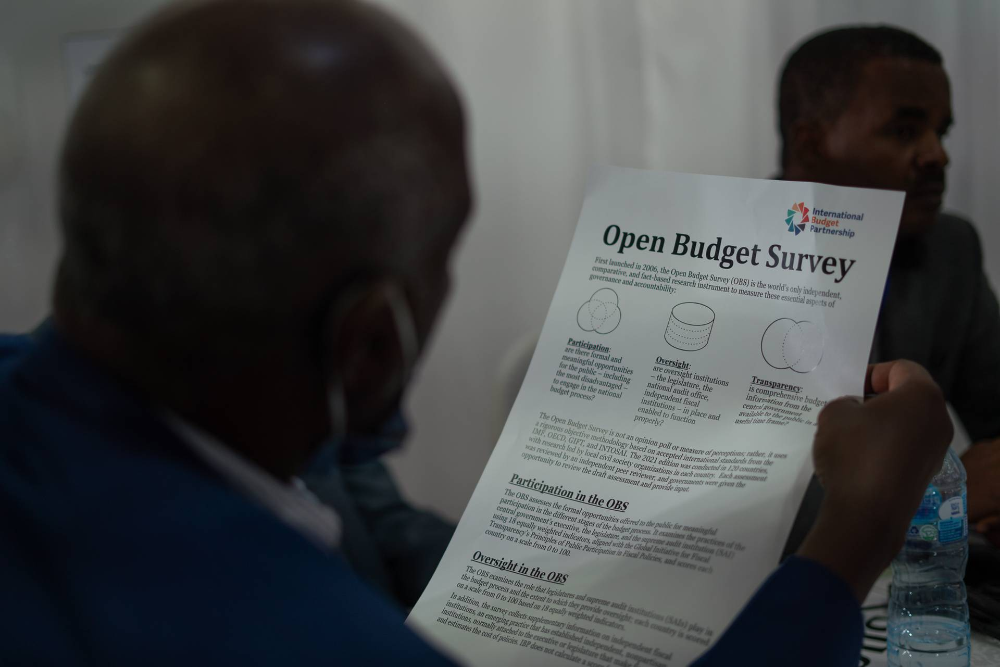 International
Budget
Partnership
Open Budget Survey
First launched in 2006, the Open Budget Survey (OBS) is the world's only independent,
comparative, and fact-based research instrument to measure these essential aspects of
governance and accountability:
Participation:
are there formal and
meaningful opportunities
for the public – including
the most disadvantaged –
to engage in the national
budget process?
Oversight:
are oversight institutions
– the legislature, the
national audit office,
independent fiscal
institutions – in place and
enabled to function
properly?
Transparency:
is comprehensive budget
information from the
central government
available to the public in a
useful time frame?
The Open Budget Survey is not an opinion poll or measure of perceptions; rather, it uses
a rigorous objective methodology based on accepted international standards from the
IMF, OECD, GIFT, and INTOSAI. The 2021 edition was conducted in 120 countries,
with research led by local civil society organizations in each country. Each assessment
was reviewed by an independent peer reviewer, and governments were given the
opportunity to review the draft assessment and provide input.
Participation in the OBS
The OBS assesses the formal opportunities offered to the public for meaningful
participation in the different stages of the budget process. It examines the practices of the
central government's executive, the legislature, and the supreme audit institution (SAI)
using 18 equally weighted indicators, aligned with the Global Initiative for Fiscal
Transparency's Principles of Public Participation in Fiscal Policies, and scores each
country on a scale from 0 to 100.
Oversight in the OBS
The OBS examines the role that legislatures and supreme audit institutions (SAIs) play in
the budget process and the extent to which they provide oversight; each country is scored
on a scale from 0 to 100 based on 18 equally weighted indicators.
In addition, the survey collects supplementary information on independent fiscal
institutions, an emerging practice that has established independent, nonpartisan
institutions, normally attached to the executive or legislature that make
and estimates the cost of policies. IBP does not calculate a score